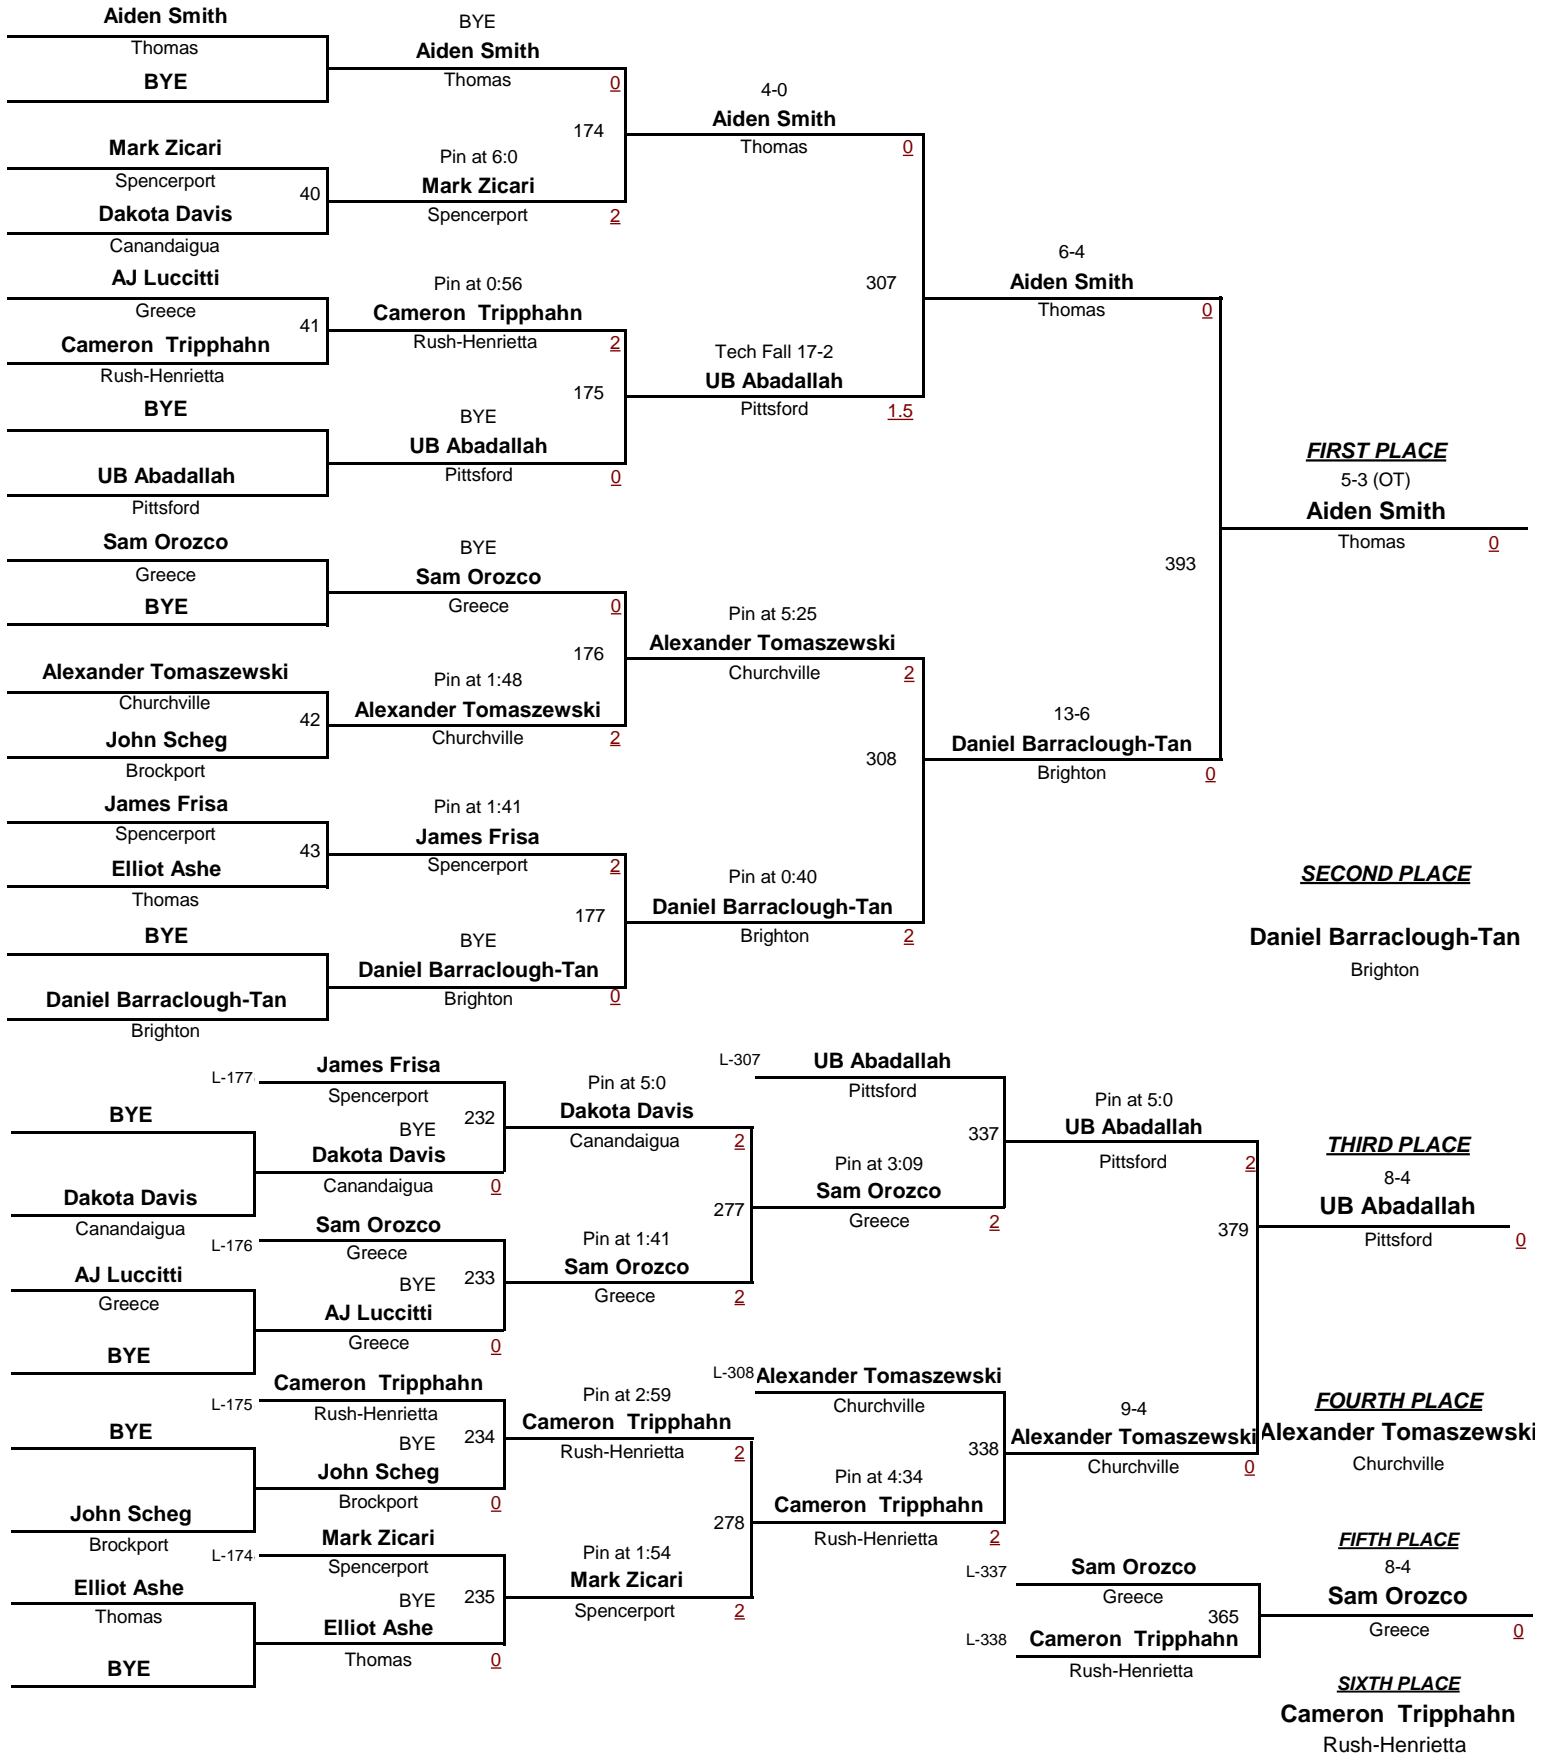 Aiden Smith
Thomas
BYE
Mark Zicari
Spencerport
40
Dakota Davis
Canandaigua
AJ Luccitti
Greece
41
Cameron Tripphahn
Rush-Henrietta
BYE
UB Abadallah
Pittsford
Sam Orozco
Greece
BYE
Alexander Tomaszewski
Churchville
42
John Scheg
Brockport
James Frisa
Spencerport
43
Elliot Ashe
Thomas
BYE
Daniel Barraclough-Tan
Brighton
BYE
Aiden Smith
Thomas
0
174
Pin at 6:0
Mark Zicari
Spencerport
2
Pin at 0:56
Cameron Tripphahn
Rush-Henrietta
2
175
BYE
UB Abadallah
Pittsford
0
BYE
Sam Orozco
Greece
0
176
Pin at 1:48
Alexander Tomaszewski
Churchville
2
Pin at 1:41
James Frisa
Spencerport
2
177
BYE
Daniel Barraclough-Tan
Brighton
0
4-0
Aiden Smith
Thomas
0
307
Tech Fall 17-2
UB Abadallah
Pittsford
1.5
Pin at 5:25
Alexander Tomaszewski
Churchville
2
308
Pin at 0:40
Daniel Barraclough-Tan
Brighton
2
6-4
Aiden Smith
Thomas
0
393
13-6
Daniel Barraclough-Tan
Brighton
0
FIRST PLACE
5-3 (OT)
Aiden Smith
Thomas
0
SECOND PLACE
Daniel Barraclough-Tan
Brighton
BYE
Dakota Davis
Canandaigua
AJ Luccitti
Greece
BYE
BYE
John Scheg
Brockport
Elliot Ashe
Thomas
BYE
L-177
James Frisa
Spencerport
232
BYE
Dakota Davis
Canandaigua
0
L-176
Sam Orozco
Greece
233
BYE
AJ Luccitti
Greece
0
L-175
Cameron Tripphahn
Rush-Henrietta
234
BYE
John Scheg
Brockport
0
L-174
Mark Zicari
Spencerport
235
BYE
Elliot Ashe
Thomas
0
Pin at 5:0
Dakota Davis
Canandaigua
2
277
Pin at 1:41
Sam Orozco
Greece
2
Pin at 2:59
Cameron Tripphahn
Rush-Henrietta
2
278
Pin at 1:54
Mark Zicari
Spencerport
2
L-307
UB Abadallah
Pittsford
337
Pin at 3:09
Sam Orozco
Greece
2
L-308
Alexander Tomaszewski
Churchville
338
Pin at 4:34
Cameron Tripphahn
Rush-Henrietta
2
Pin at 5:0
UB Abadallah
Pittsford
2
379
9-4
Alexander Tomaszewski
Churchville
0
THIRD PLACE
8-4
UB Abadallah
Pittsford
0
FOURTH PLACE
Alexander Tomaszewski
Churchville
L-337
Sam Orozco
Greece
365
L-338
Cameron Tripphahn
Rush-Henrietta
FIFTH PLACE
8-4
Sam Orozco
Greece
0
SIXTH PLACE
Cameron Tripphahn
Rush-Henrietta